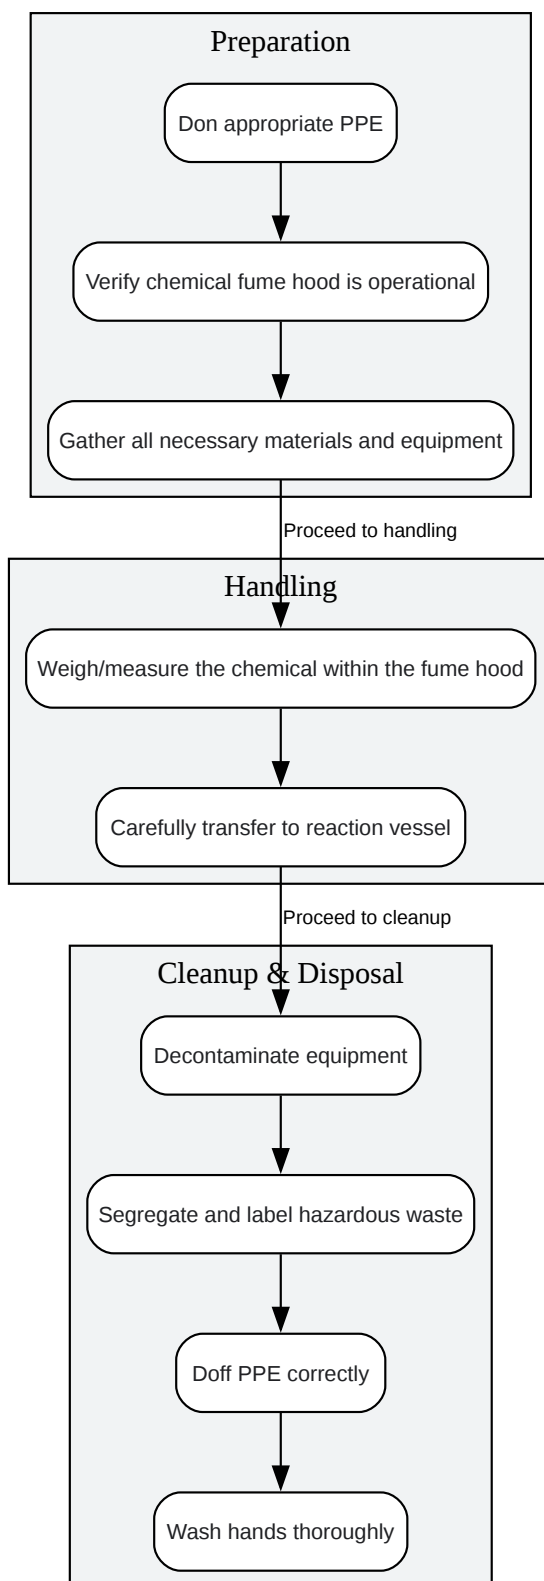 Preparation
Don appropriate PPE
Verify chemical fume hood is operational
Gather all necessary materials and equipment
Proceed to handling
Handling
Weigh/measure the chemical within the fume hood
Carefully transfer to reaction vessel
Proceed to cleanup
Cleanup & Disposal
Decontaminate equipment
Segregate and label hazardous waste
Doff PPE correctly
Wash hands thoroughly